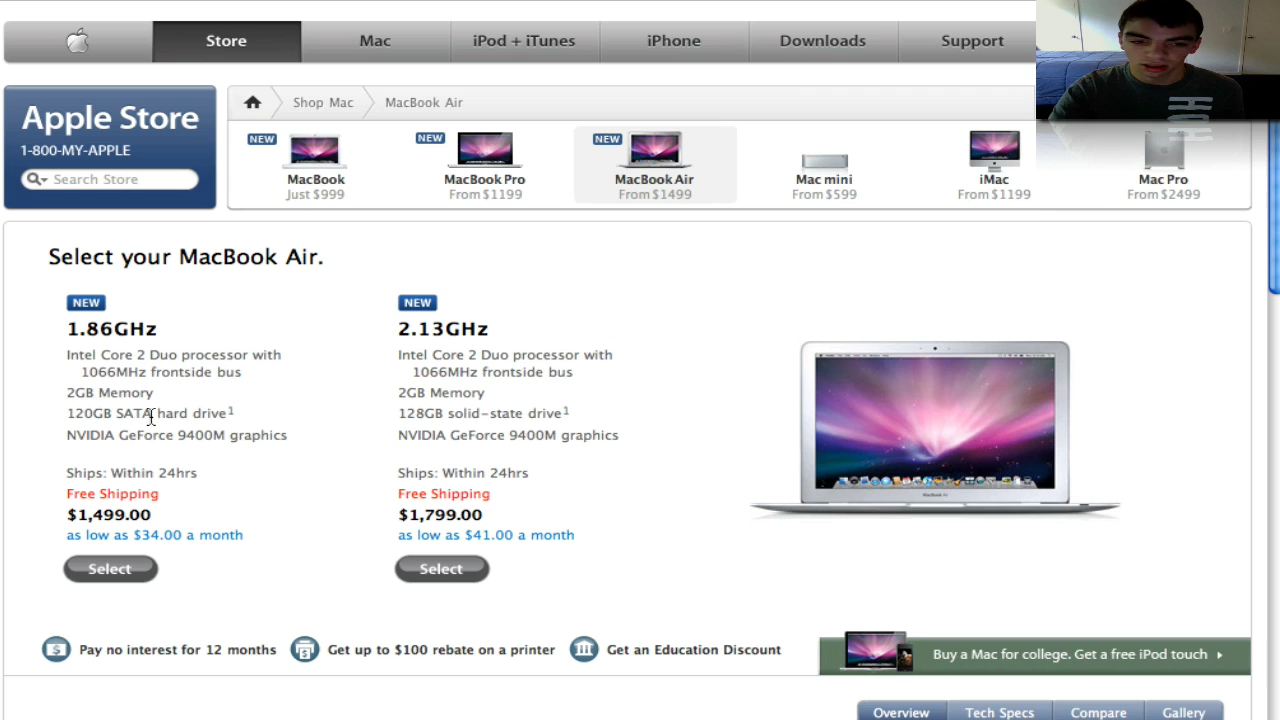 Store
Mac
iPod + iTunes
iPhone
Downloads
Support
Apple Store
1-800-MY-APPLE
Search Store
Shop Mac
MacBook Air
NEW
MacBook
Just $999
NEW
MacBook Pro
From $1199
NEW
MacBook Air
From $1499
Mac mini
From $599
iMac
From $1199
Mac Pro
From $2499
Select your MacBook Air.
NEW
1.86GHz
Intel Core 2 Duo processor with
1066MHz frontside bus
2GB Memory
120GB SATA hard drive1
NVIDIA GeForce 9400M graphics
Ships: Within 24hrs
Free Shipping
$1,499.00
as low as $34.00 a month
Select
NEW
2.13GHz
Intel Core 2 Duo processor with
1066MHz frontside bus
2GB Memory
128GB solid-state drive1
NVIDIA GeForce 9400M graphics
Ships: Within 24hrs
Free Shipping
$1,799.00
as low as $41.00 a month
Select
MacBook Air
Pay no interest for 12 months
Get up to $100 rebate on a printer
Get an Education Discount
Buy a Mac for college. Get a free iPod touch
Overview
Tech Specs
Compare
Gallery